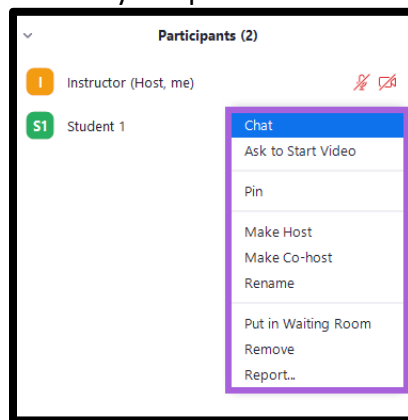 Participants (2)
I Instructor (Host, me)
S1 Student 1
Chat
Ask to Start Video
Pin
Make Host
Make Co-host
Rename
Put in Waiting Room
Remove
Report...